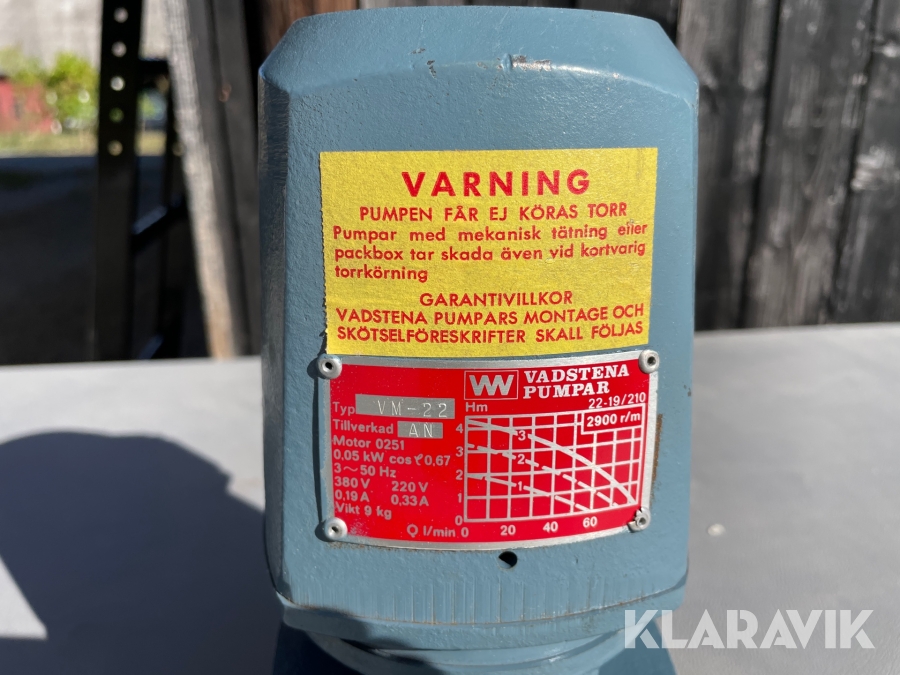 VARNING
PUMPEN FÅR EJ KÖRAS TORR
Pumpar med mekanisk tätning eller
packbox tar skada även vid kortvarig
torrkörning
GARANTIVILLKOR
VADSTENA PUMPARS MONTAGE OCH
SKÖTSELFÖRESKRIFTER SKALL FÖLJAS
VW VADSTENA
PUMPAR
Typ VM-22
Tillverkad AN
Motor 0251
0,05 kW cos φ 0,67
3~50 Hz
380 V 220 V
0,19 A 0,33 A
Vikt 9 kg
Hm 22-19/210
2900 r/m
4
3
3
2
2
1
1
0
Q l/min 0 20 40 60
KLARAVIK